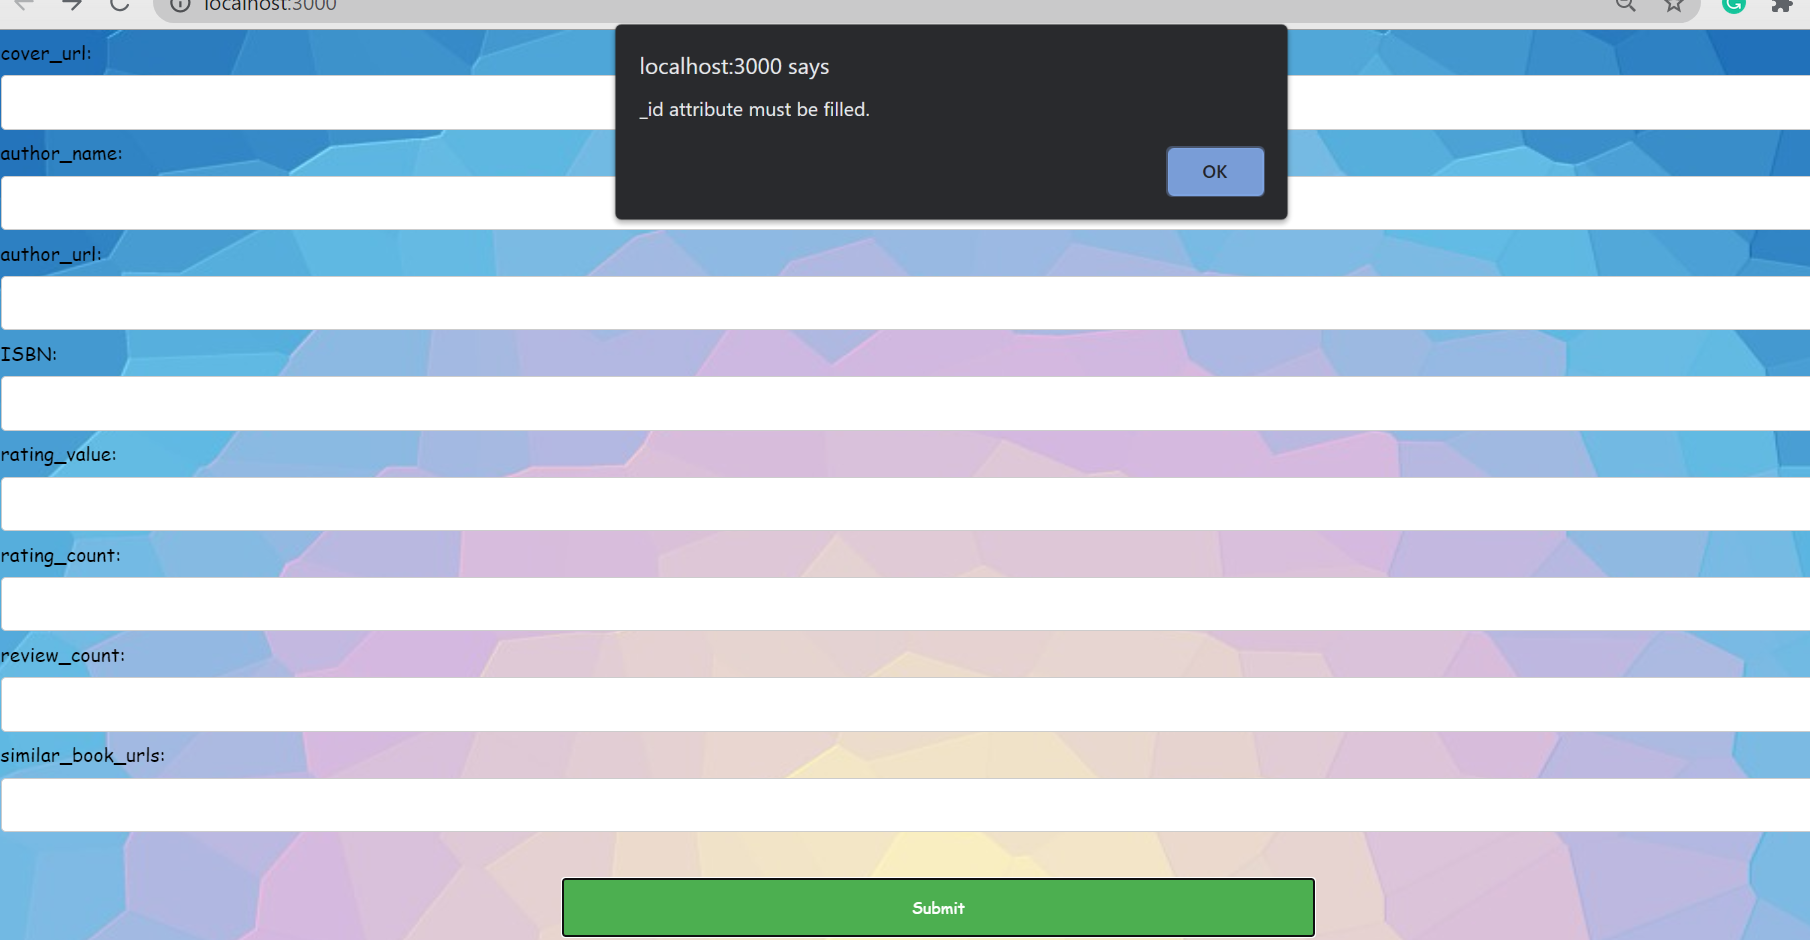 localhost:3000
localhost:3000 says
_id attribute must be filled.
OK
cover_url:
author_name:
author_url:
ISBN:
rating_value:
rating_count:
review_count:
similar_book_urls:
Submit